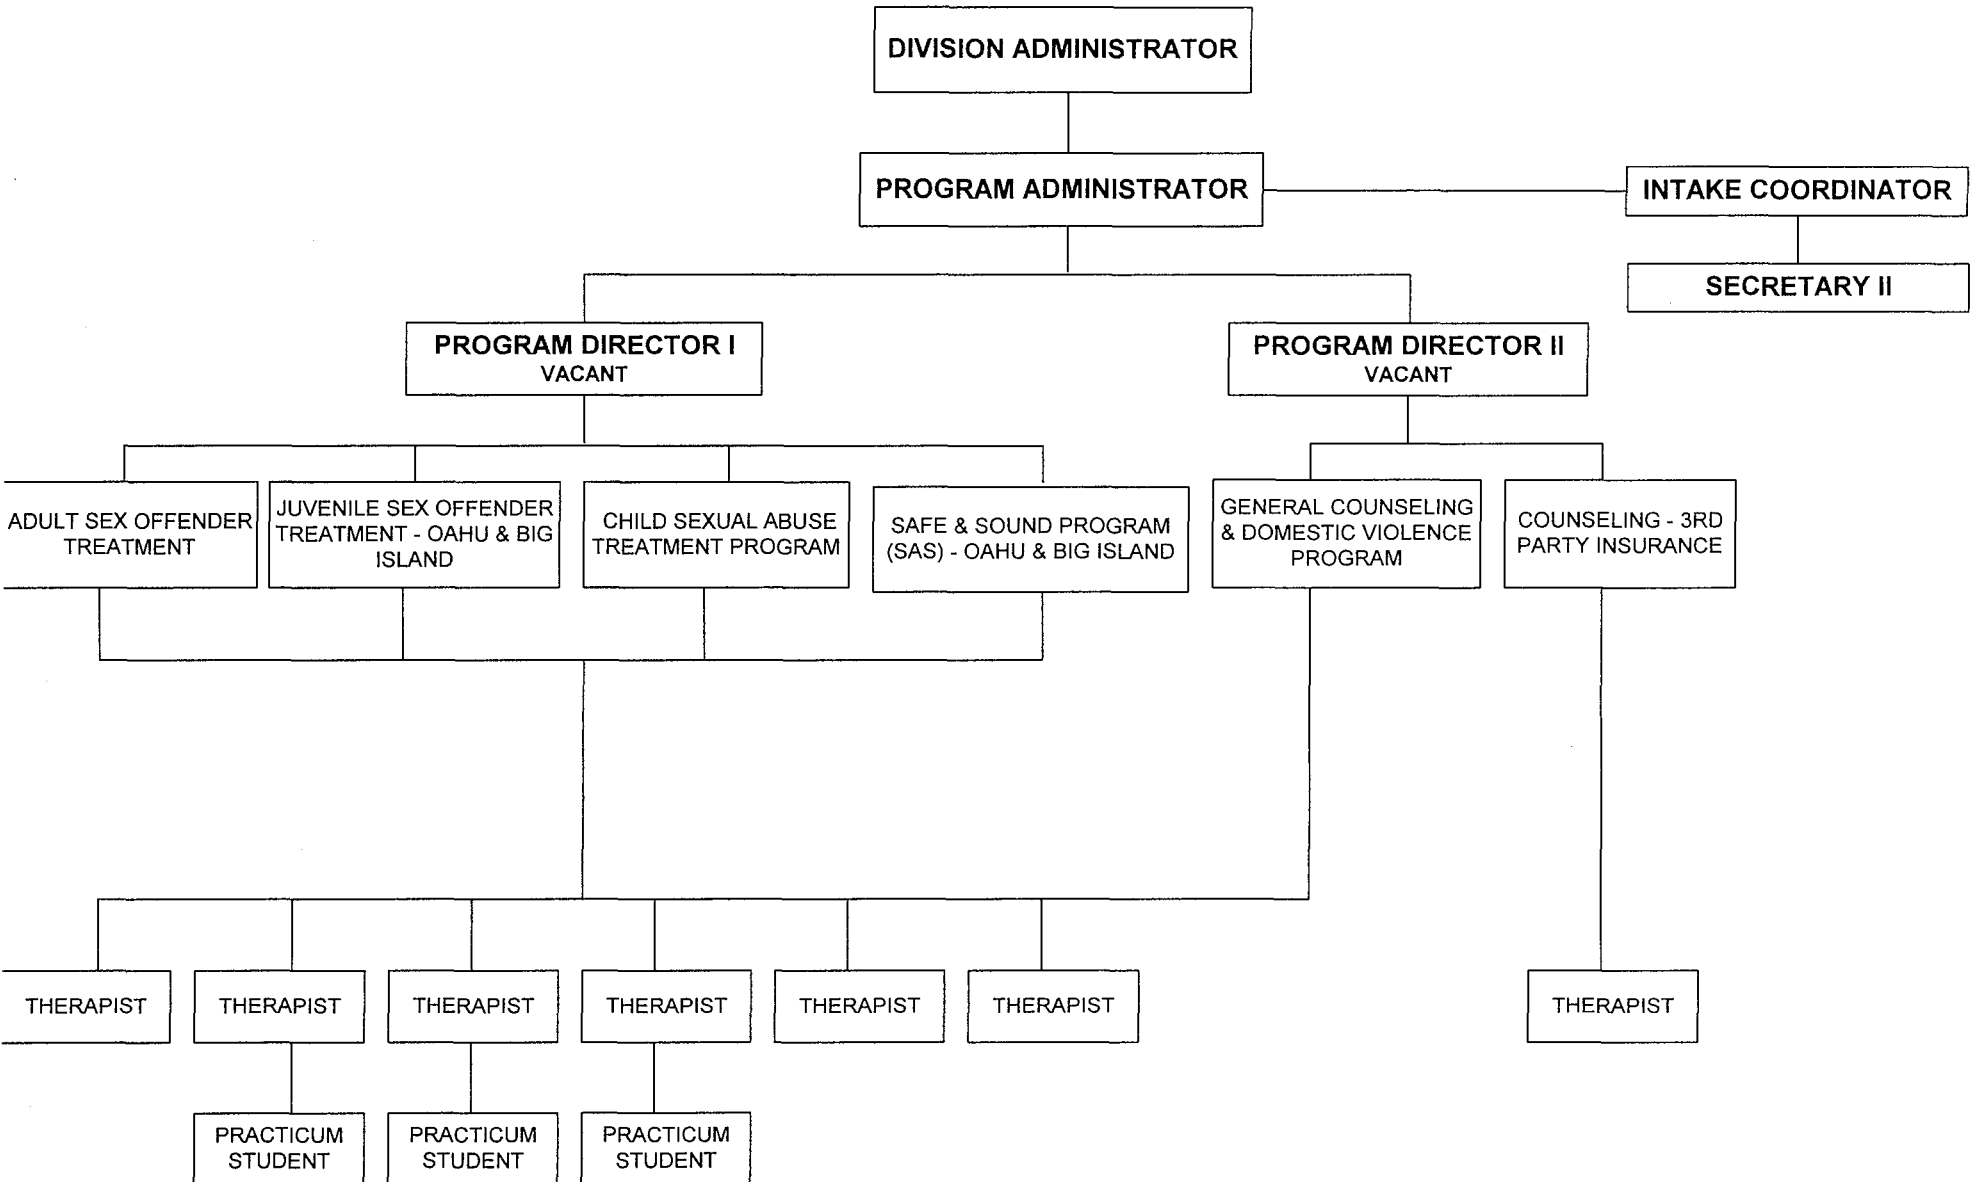 DIVISION ADMINISTRATOR
PROGRAM ADMINISTRATOR
INTAKE COORDINATOR
SECRETARY II
PROGRAM DIRECTOR I
VACANT
PROGRAM DIRECTOR II
VACANT
ADULT SEX OFFENDER
TREATMENT
JUVENILE SEX OFFENDER
TREATMENT - OAHU & BIG
ISLAND
CHILD SEXUAL ABUSE
TREATMENT PROGRAM
SAFE & SOUND PROGRAM
(SAS) - OAHU & BIG ISLAND
GENERAL COUNSELING
& DOMESTIC VIOLENCE
PROGRAM
COUNSELING - 3RD
PARTY INSURANCE
THERAPIST
THERAPIST
THERAPIST
THERAPIST
THERAPIST
THERAPIST
THERAPIST
PRACTICUM
STUDENT
PRACTICUM
STUDENT
PRACTICUM
STUDENT